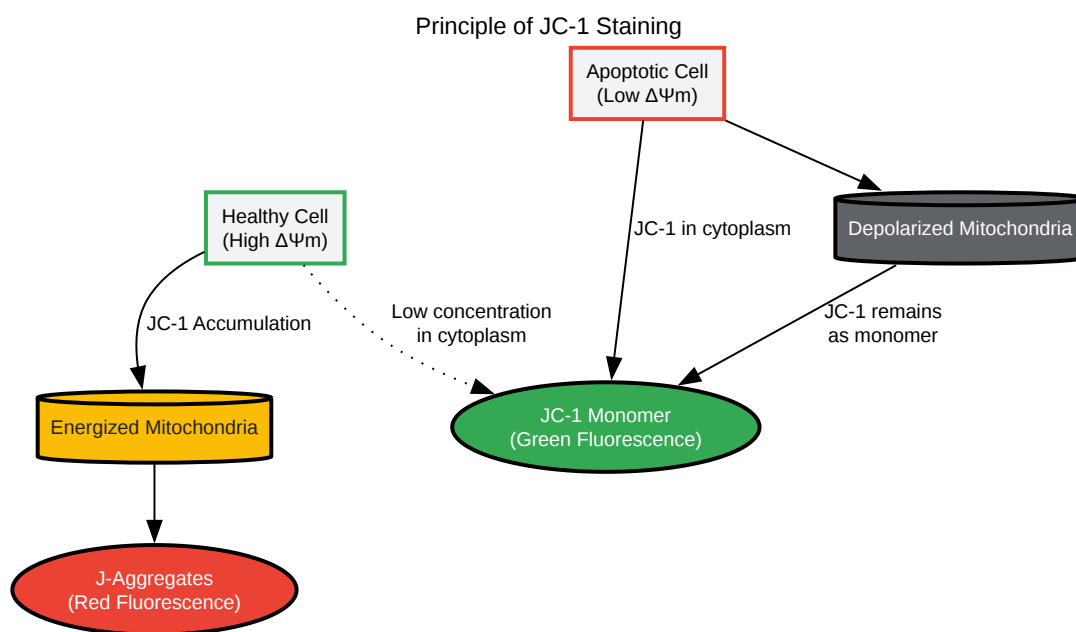 Principle of JC-1 Staining
Apoptotic Cell
(Low ΔΨm)
Healthy Cell
(High ΔΨm)
JC-1 in cytoplasm
Depolarized Mitochondria
JC-1 Accumulation
Low concentration
in cytoplasm
JC-1 remains
as monomer
Energized Mitochondria
JC-1 Monomer
(Green Fluorescence)
J-Aggregates
(Red Fluorescence)